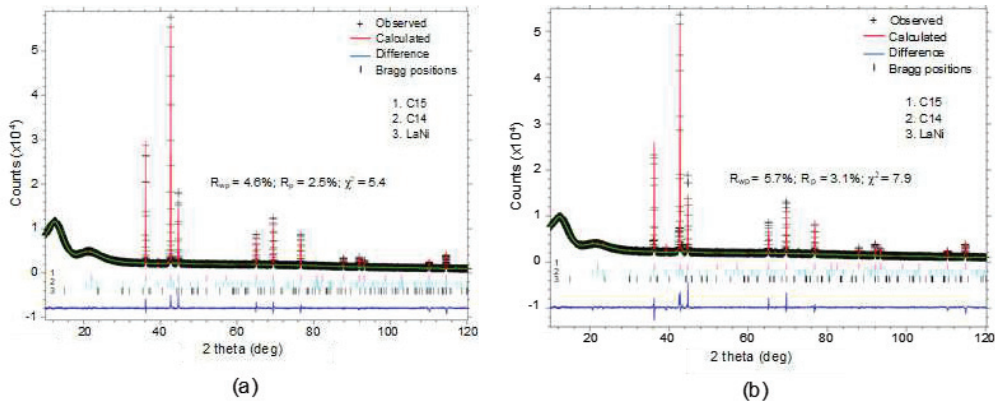 + Observed
Calculated
Difference
Bragg positions
1. C15
2. C14
3. LaNi
R_wp = 4.6%; R_p = 2.5%; χ² = 5.4
Counts (x10⁴)
5
4
3
2
1
0
-1
1
2
3
20 40 60 80 100 120
2 theta (deg)
(a)
+ Observed
Calculated
Difference
Bragg positions
1. C15
2. C14
3. LaNi
R_wp = 5.7%; R_p = 3.1%; χ² = 7.9
Counts (x10⁴)
5
4
3
2
1
0
-1
1
2
3
20 40 60 80 100 120
2 theta (deg)
(b)